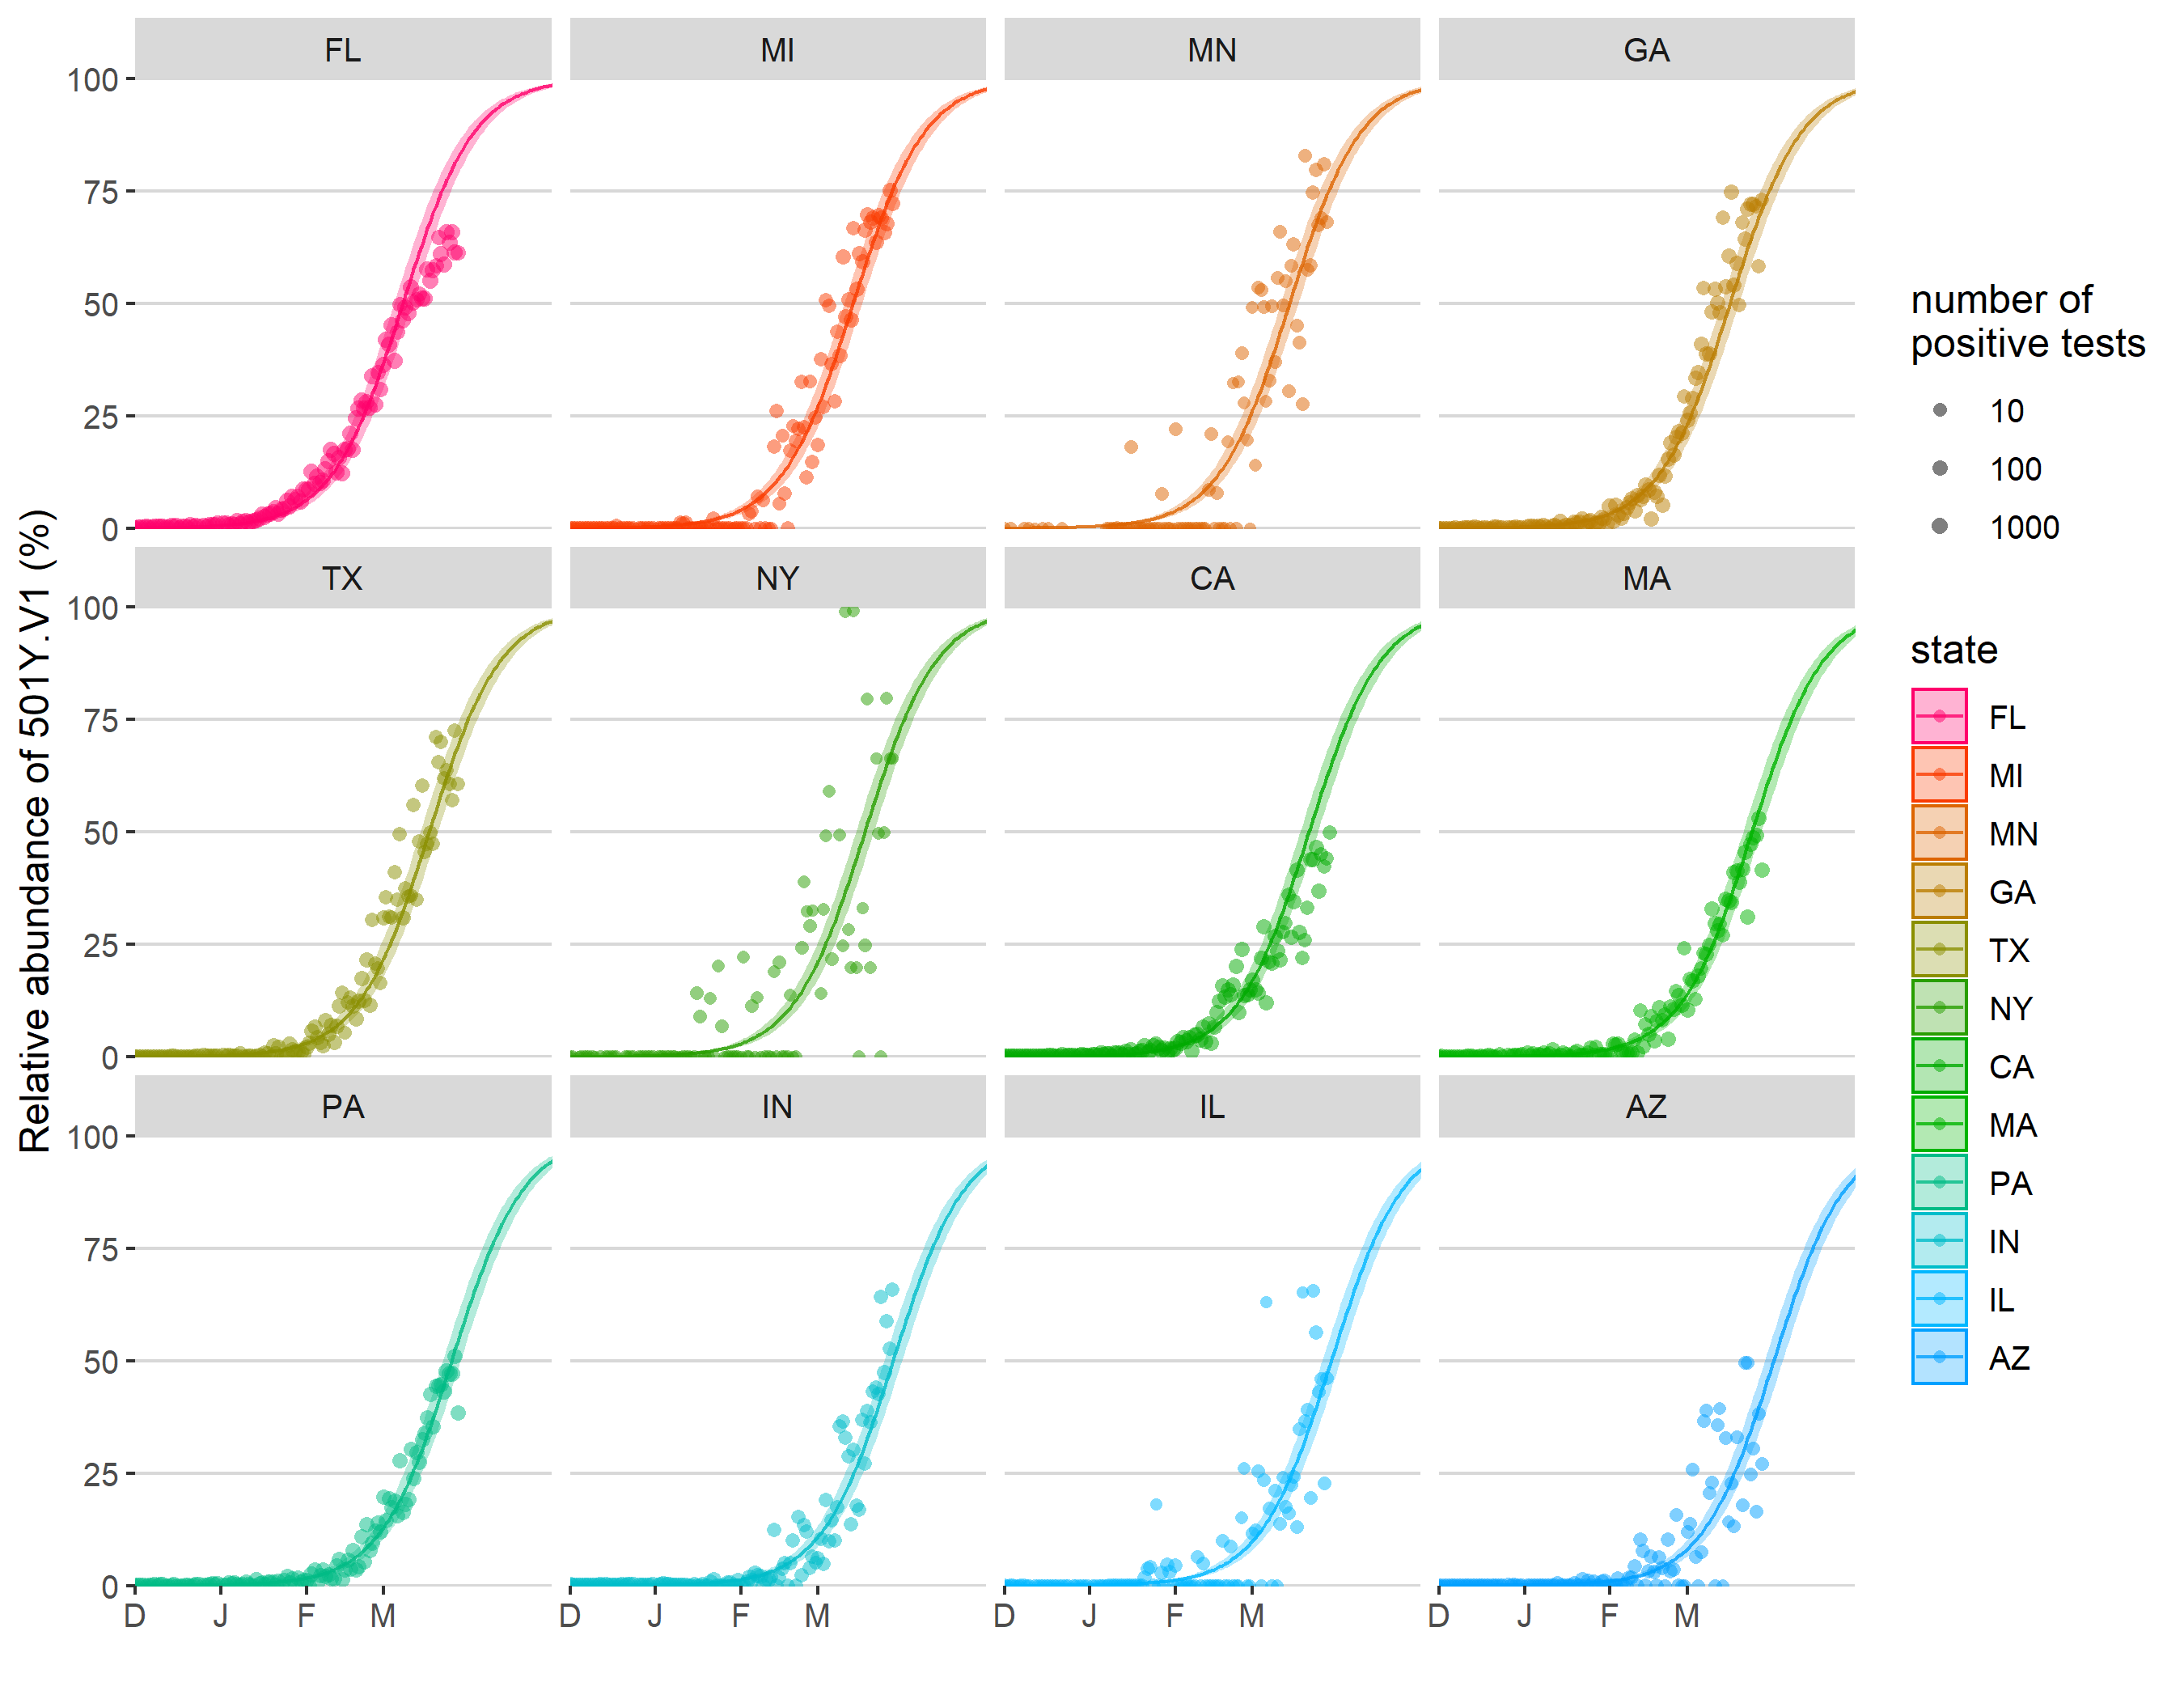 FL MI MN GA
100
75
50
25
0
TX NY CA MA
100
75
50
25
0
PA IN IL AZ
100
75
50
25
0
D J F M D J F M D J F M D J F M
Relative abundance of 501Y.V1 (%)
number of
positive tests
10
100
1000
state
FL
MI
MN
GA
TX
NY
CA
MA
PA
IN
IL
AZ